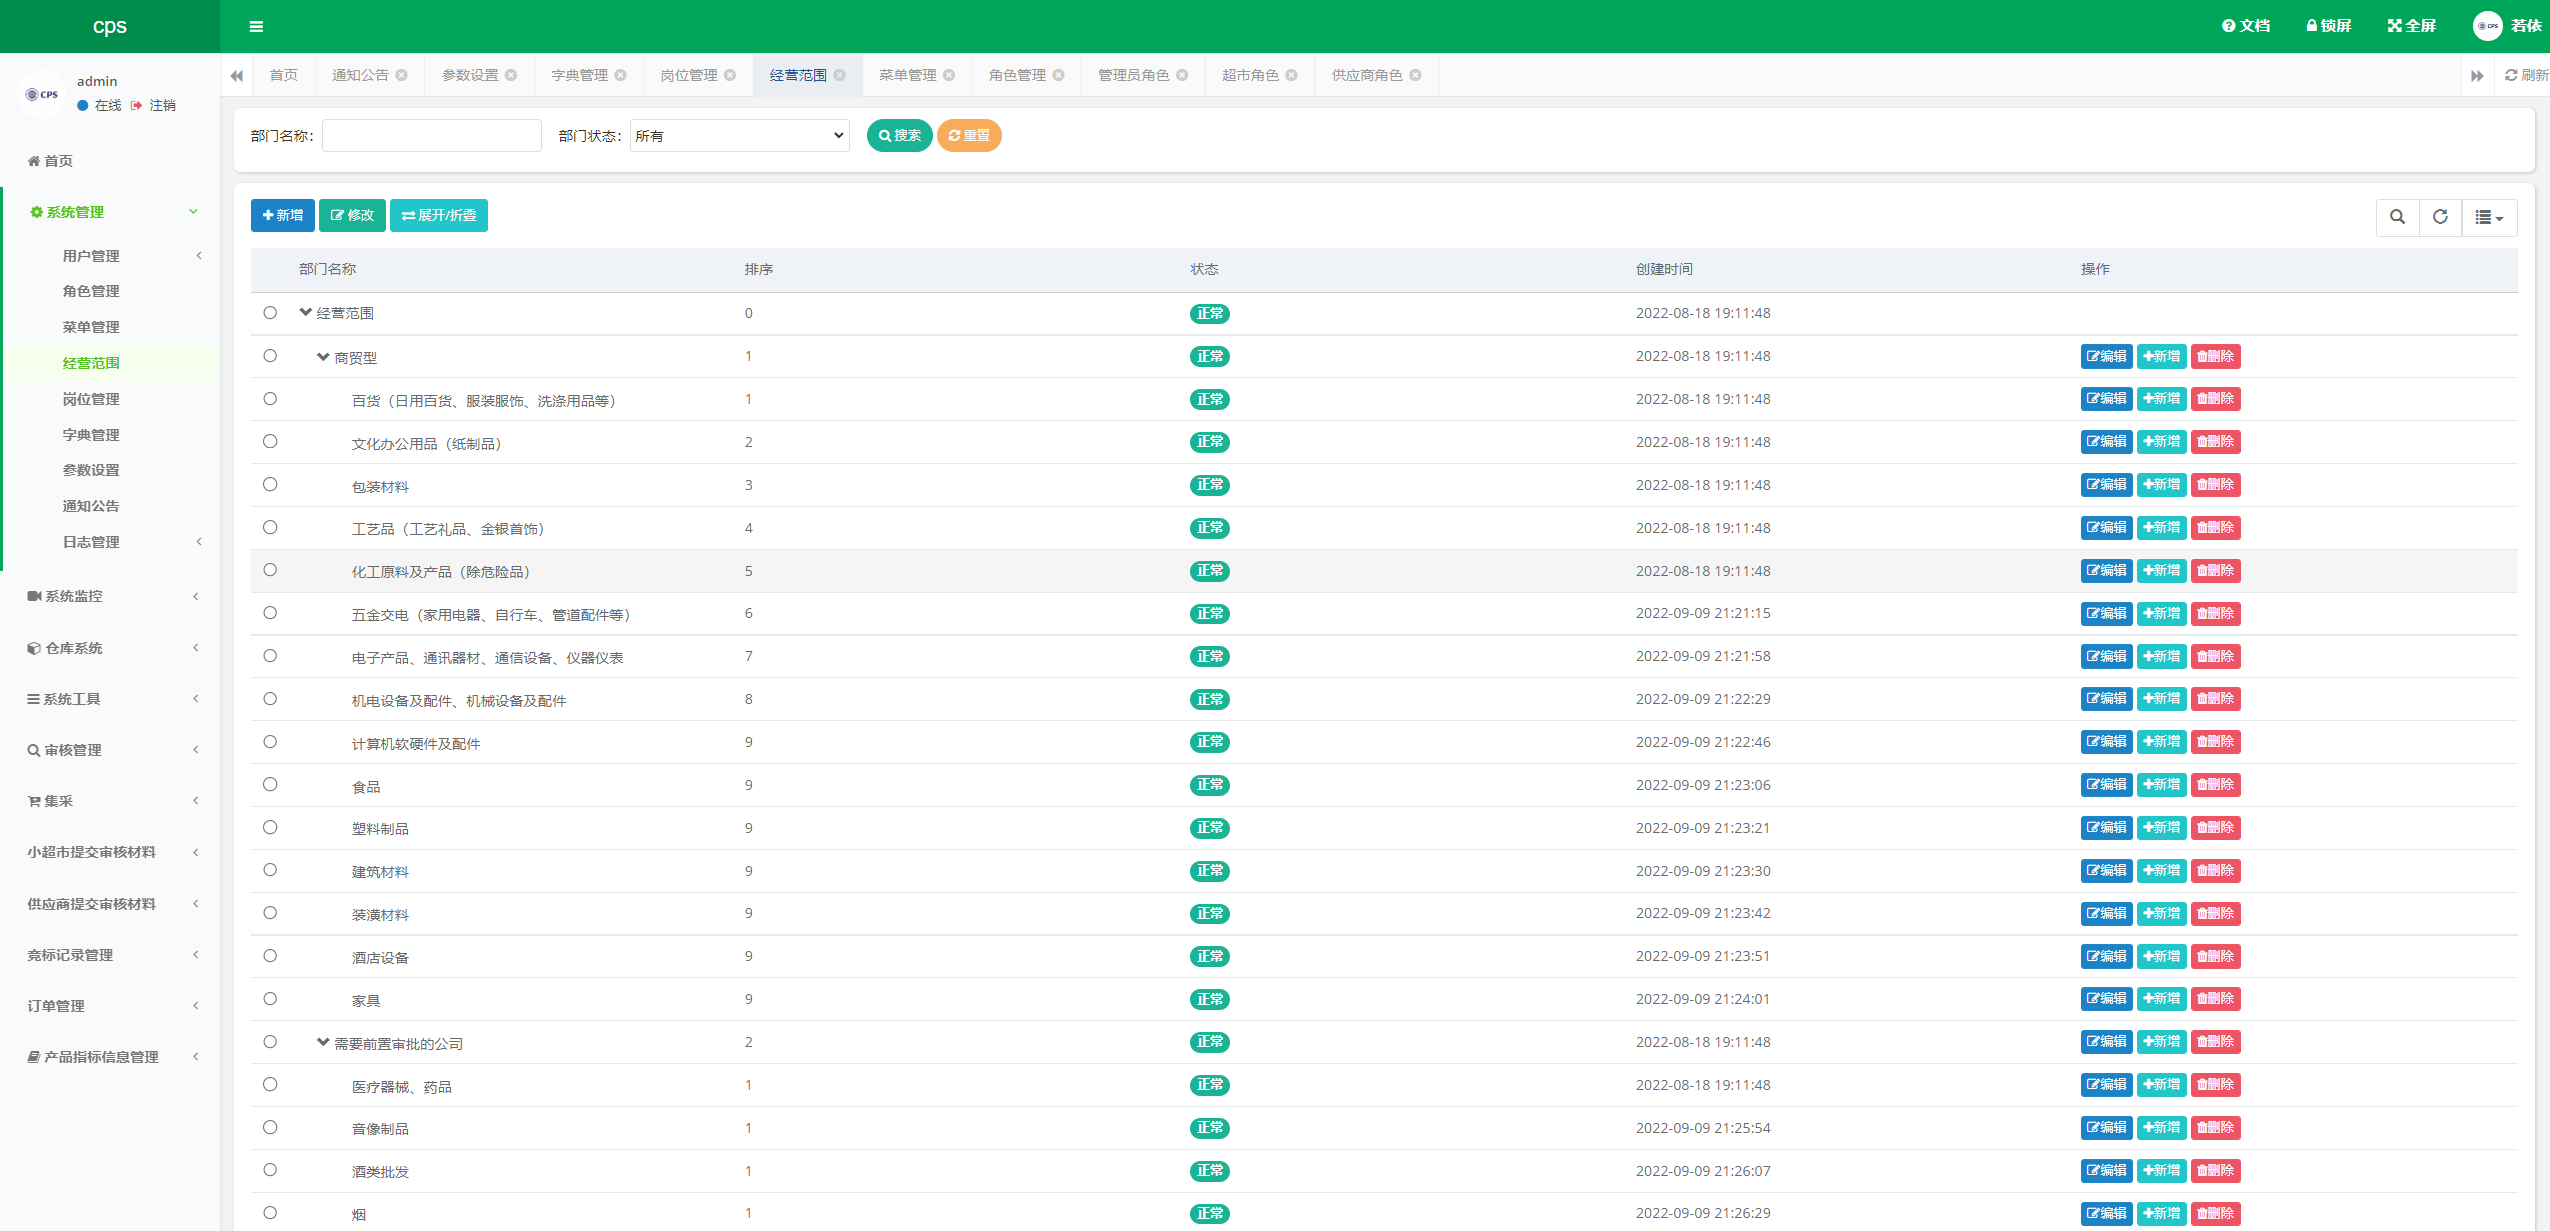 cps
文档 锁屏 全屏 CPS 若依
首页 通知公告 参数设置 字典管理 岗位管理 经营范围 菜单管理 角色管理 管理员角色 超市角色 供应商角色 刷新
CPS
admin
在线 注销
首页
系统管理
用户管理
角色管理
菜单管理
经营范围
岗位管理
字典管理
参数设置
通知公告
日志管理
系统监控
仓库系统
系统工具
审核管理
集采
小超市提交审核材料
供应商提交审核材料
竞标记录管理
订单管理
产品指标信息管理
部门名称: 部门状态: 所有 搜索 重置
新增 修改 展开/折叠
部门名称 排序 状态 创建时间 操作
经营范围 0 正常 2022-08-18 19:11:48
商贸型 1 正常 2022-08-18 19:11:48 编辑 新增 删除
百货（日用百货、服装服饰、洗涤用品等） 1 正常 2022-08-18 19:11:48 编辑 新增 删除
文化办公用品（纸制品） 2 正常 2022-08-18 19:11:48 编辑 新增 删除
包装材料 3 正常 2022-08-18 19:11:48 编辑 新增 删除
工艺品（工艺礼品、金银首饰） 4 正常 2022-08-18 19:11:48 编辑 新增 删除
化工原料及产品（除危险品） 5 正常 2022-08-18 19:11:48 编辑 新增 删除
五金交电（家用电器、自行车、管道配件等） 6 正常 2022-09-09 21:21:15 编辑 新增 删除
电子产品、通讯器材、通信设备、仪器仪表 7 正常 2022-09-09 21:21:58 编辑 新增 删除
机电设备及配件、机械设备及配件 8 正常 2022-09-09 21:22:29 编辑 新增 删除
计算机软硬件及配件 9 正常 2022-09-09 21:22:46 编辑 新增 删除
食品 9 正常 2022-09-09 21:23:06 编辑 新增 删除
塑料制品 9 正常 2022-09-09 21:23:21 编辑 新增 删除
建筑材料 9 正常 2022-09-09 21:23:30 编辑 新增 删除
装潢材料 9 正常 2022-09-09 21:23:42 编辑 新增 删除
酒店设备 9 正常 2022-09-09 21:23:51 编辑 新增 删除
家具 9 正常 2022-09-09 21:24:01 编辑 新增 删除
需要前置审批的公司 2 正常 2022-08-18 19:11:48 编辑 新增 删除
医疗器械、药品 1 正常 2022-08-18 19:11:48 编辑 新增 删除
音像制品 1 正常 2022-09-09 21:25:54 编辑 新增 删除
酒类批发 1 正常 2022-09-09 21:26:07 编辑 新增 删除
烟 1 正常 2022-09-09 21:26:29 编辑 新增 删除